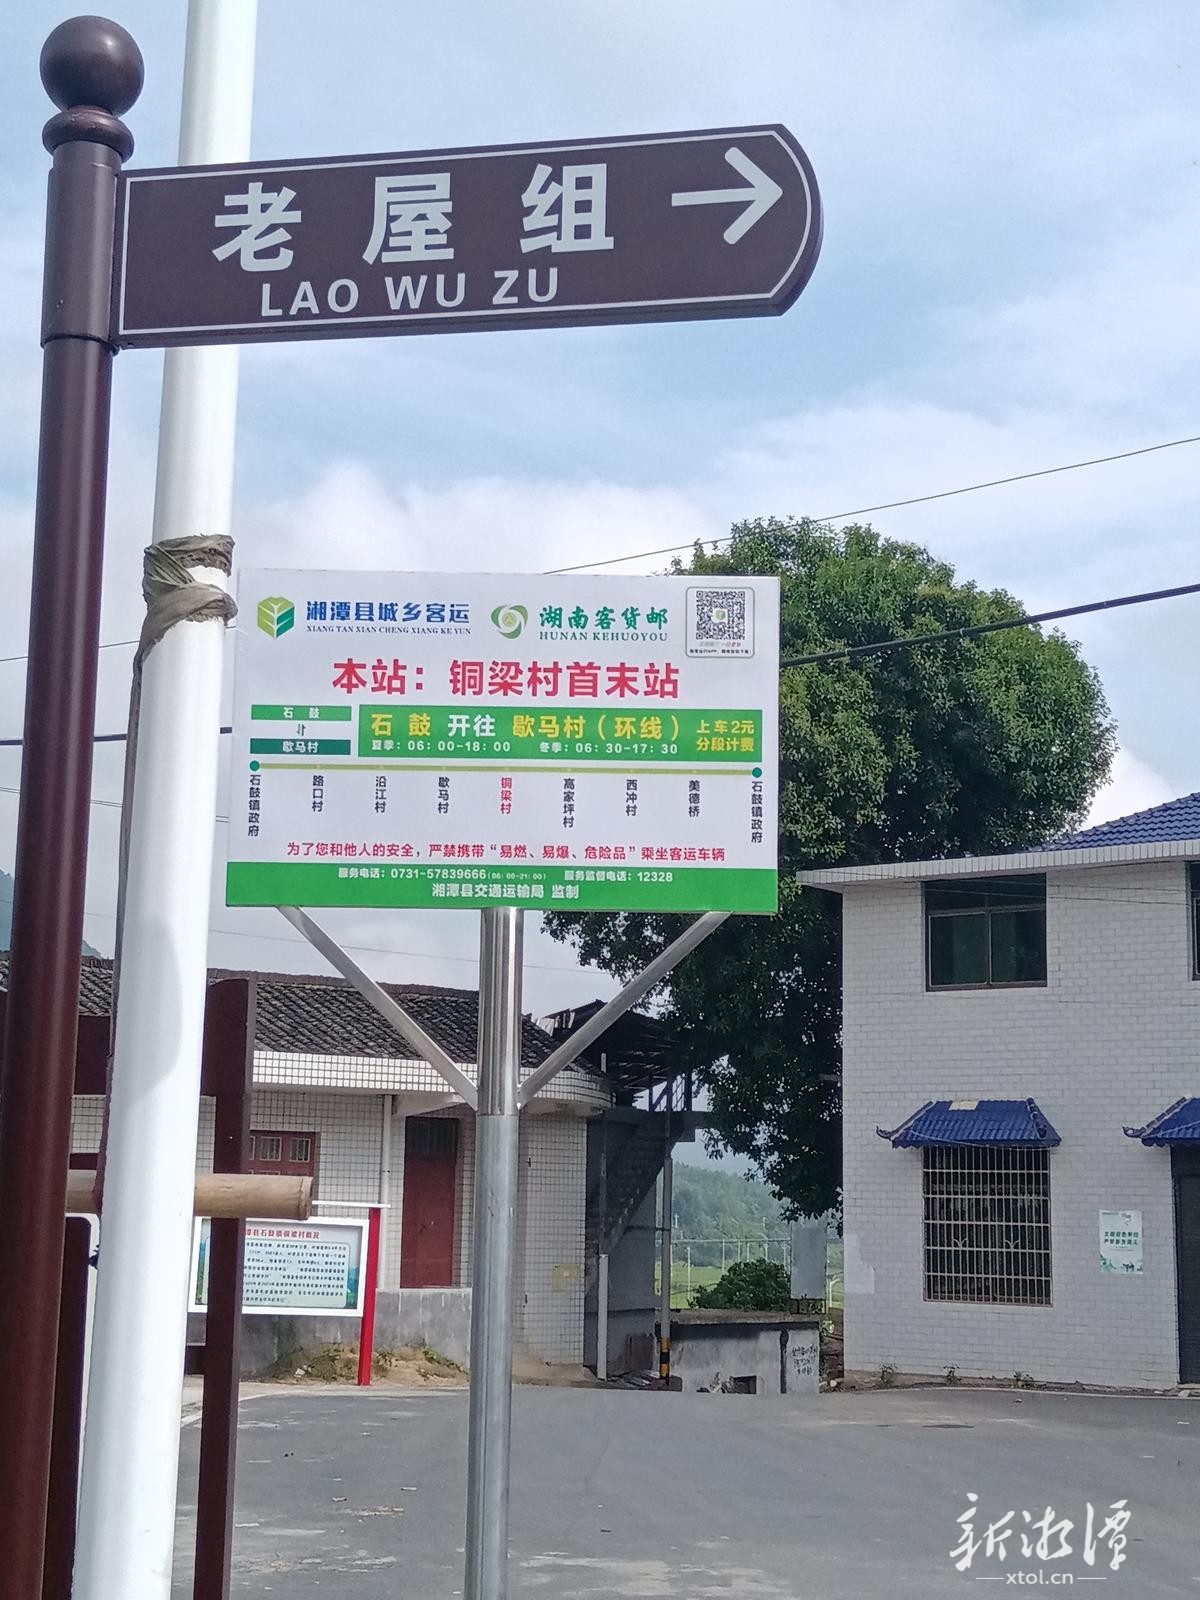 老屋组
LAO WU ZU
湘潭县城乡客运
XIANG TAN XIAN CHENG XIANG KE YUN
湖南客货邮
HUNAN KEHUOYOU
本站：铜梁村首末站
石鼓
歇马村
石鼓 开往 歇马村（环线）
夏季：06：00-18：00 冬季：06：30-17：30
上车2元
分段计费
石鼓镇政府
路口村
沿江村
歇马村
铜梁村
高家坪村
西冲村
美德桥
石鼓镇政府
为了您和他人的安全，严禁携带“易燃、易爆、危险品”乘坐客运车辆
服务电话：0731-57839666(06：00-21：00) 服务监督电话：12328
湘潭县交通运输局 监制
新湘潭
xtol.cn